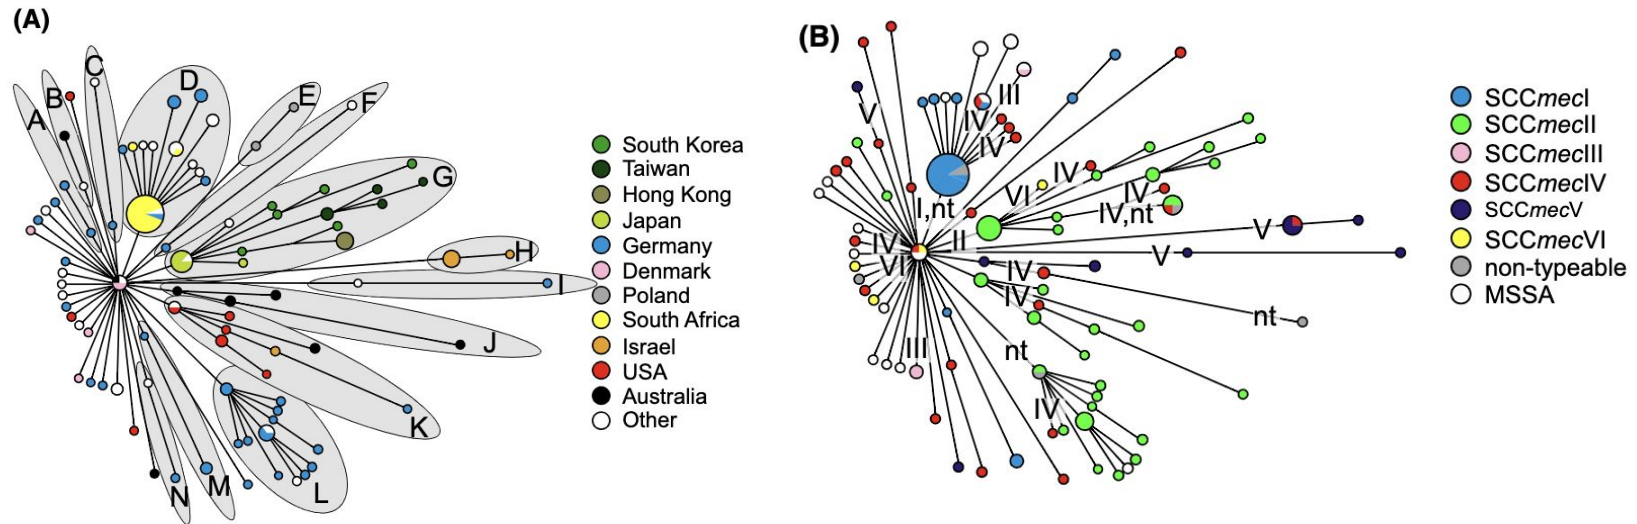 (A)
A
B
C
D
E
F
G
H
I
J
K
L
M
N
South Korea
Taiwan
Hong Kong
Japan
Germany
Denmark
Poland
South Africa
Israel
USA
Australia
Other
(B)
III
IV
IV
V
IV
VI
IV
I,nt
IV,nt
II
V
V
IV
VI
IV
IV
nt
III
nt
IV
SCCmecI
SCCmecII
SCCmecIII
SCCmecIV
SCCmecV
SCCmecVI
non-typeable
MSSA